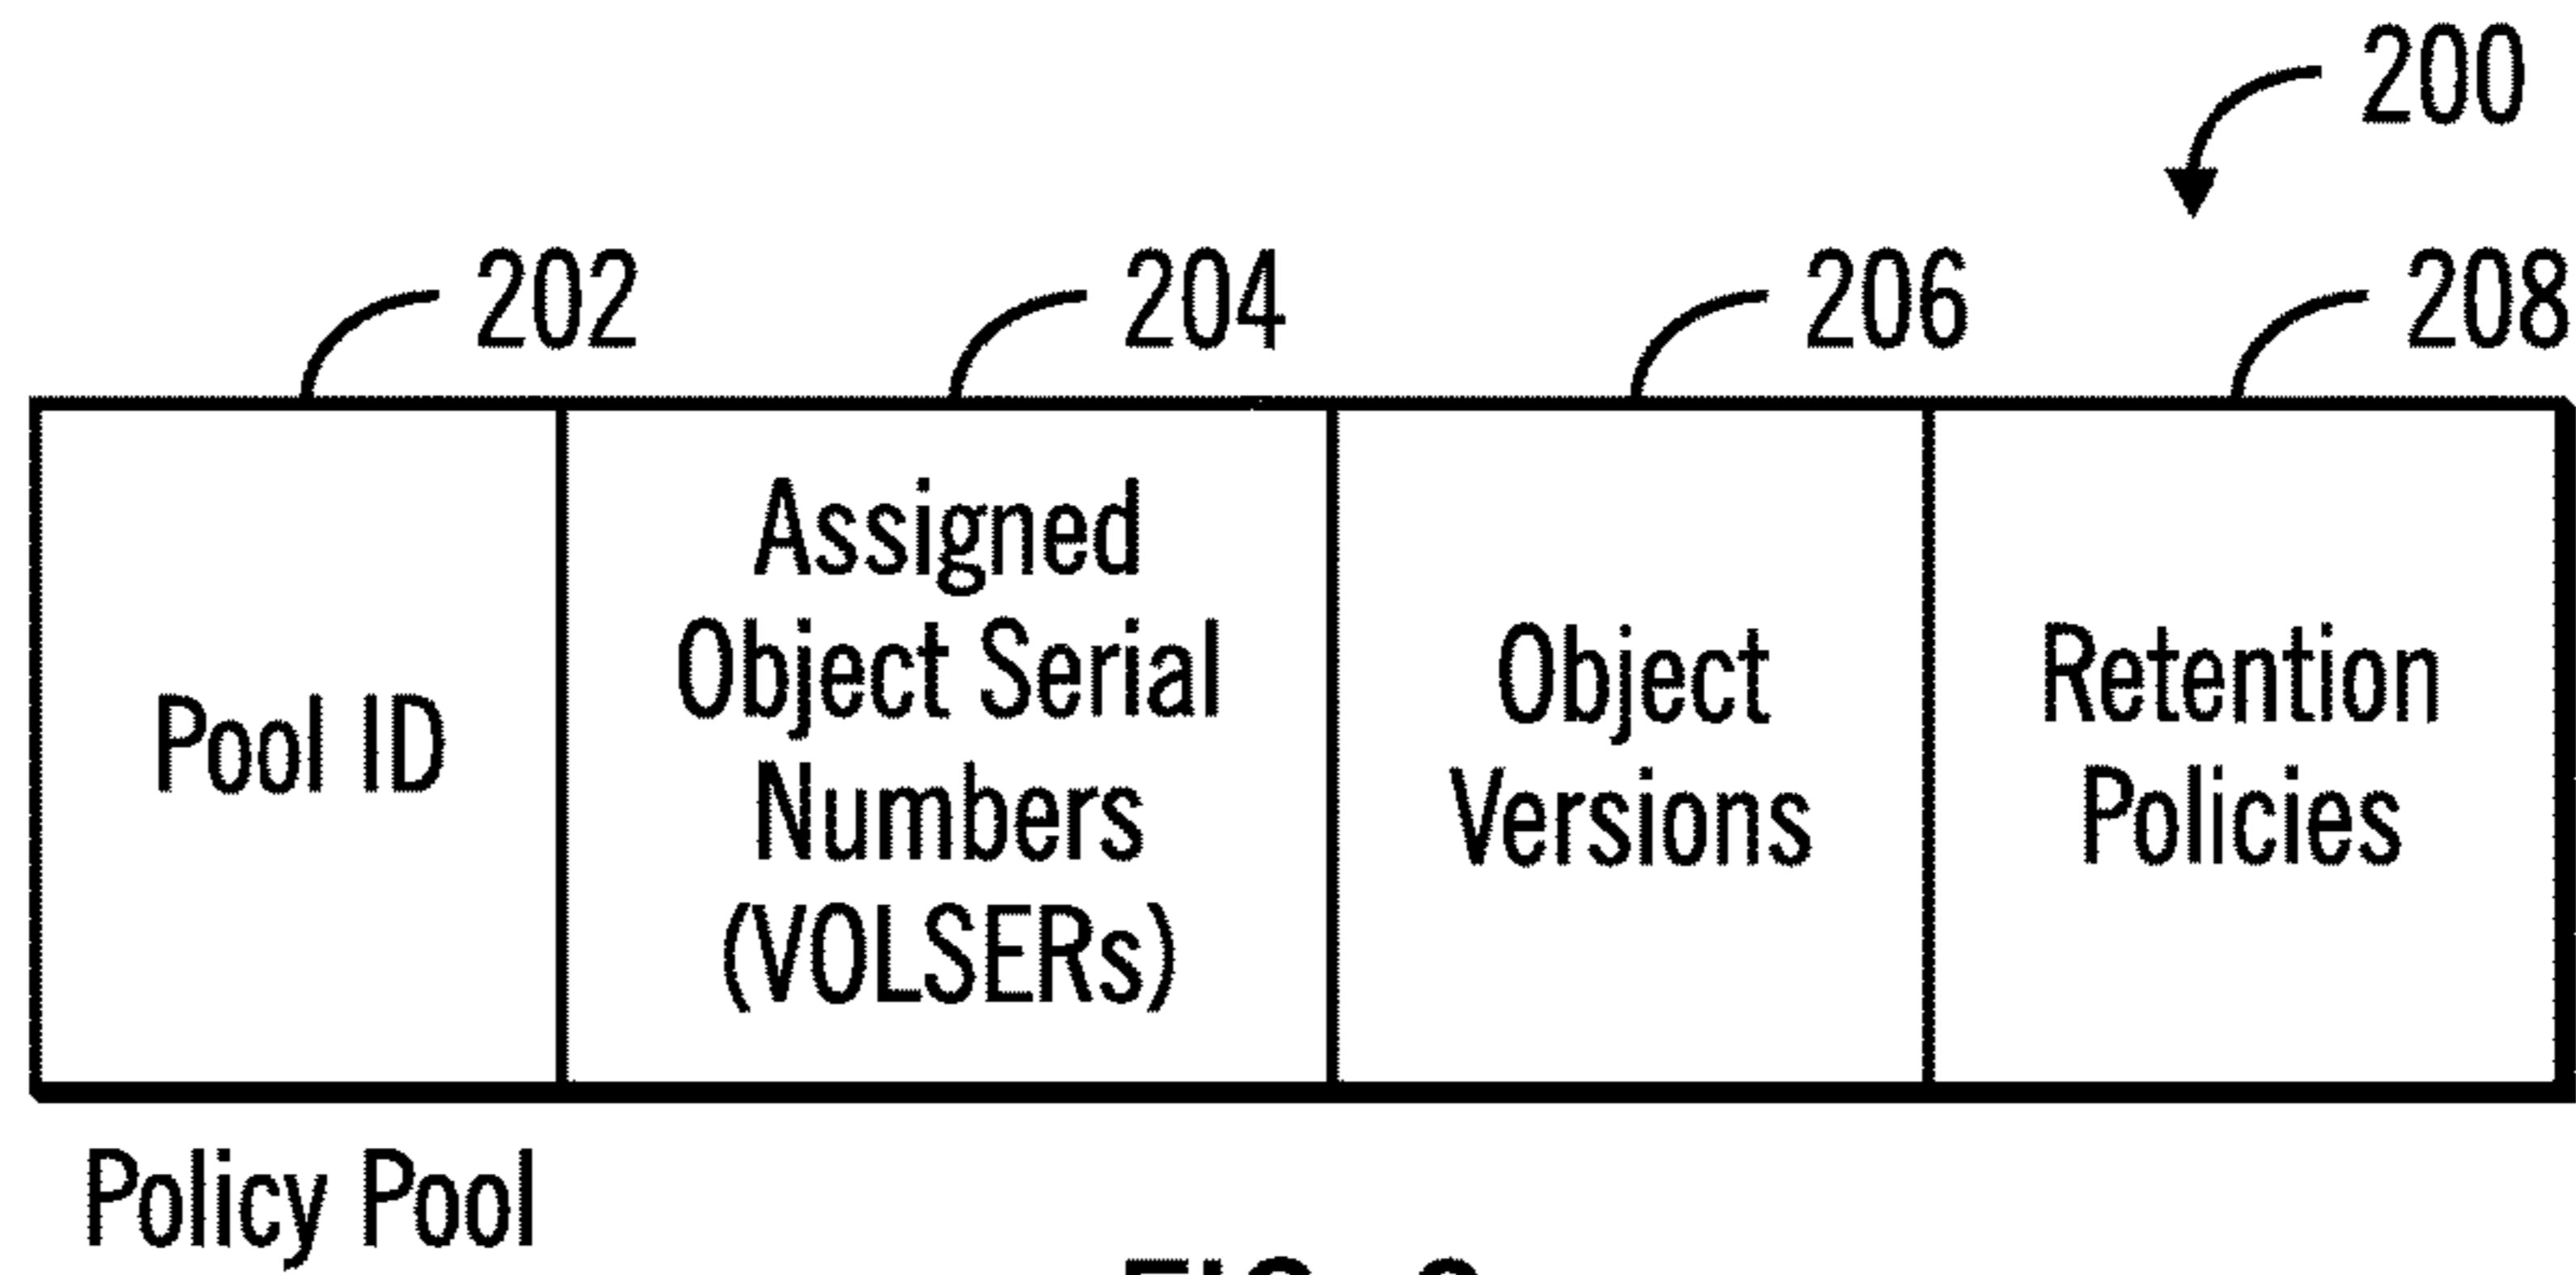 200
202
204
206
208
Pool ID
Assigned
Object Serial
Numbers
(VOLSERs)
Object
Versions
Retention
Policies
Policy Pool